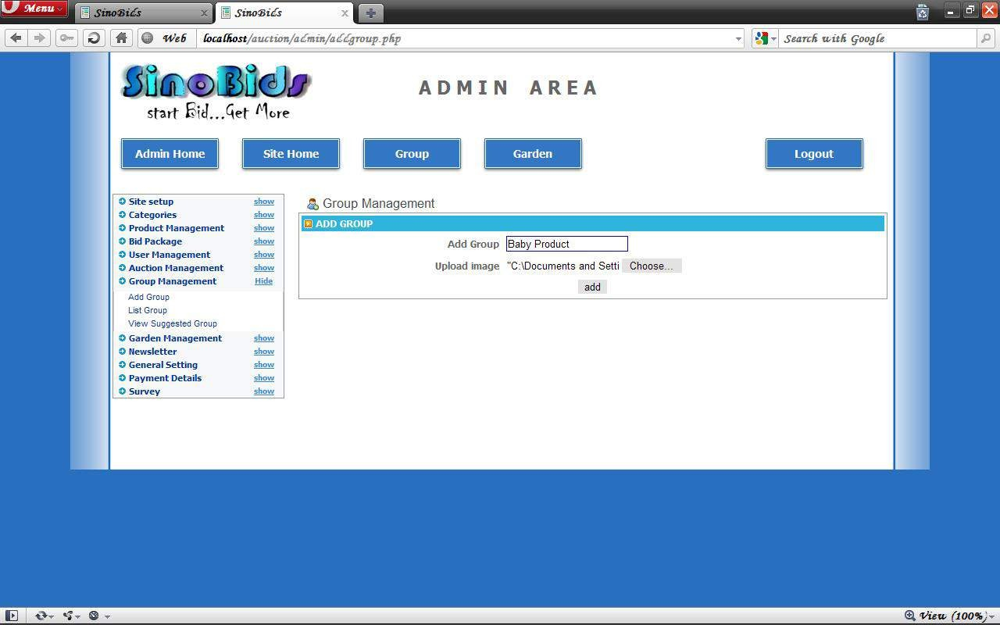 Menu SinoBids SinoBids
Web localhost/auction/admin/addgroup.php Search with Google
SinoBids
start Bid...Get More
ADMIN AREA
Admin Home Site Home Group Garden Logout
Site setup show
Categories show
Product Management show
Bid Package show
User Management show
Auction Management show
Group Management Hide
Add Group
List Group
View Suggested Group
Garden Management show
Newsletter show
General Setting show
Payment Details show
Survey show
Group Management
ADD GROUP
Add Group Baby Product
Upload image "C:\Documents and Setti Choose...
add
View (100%)